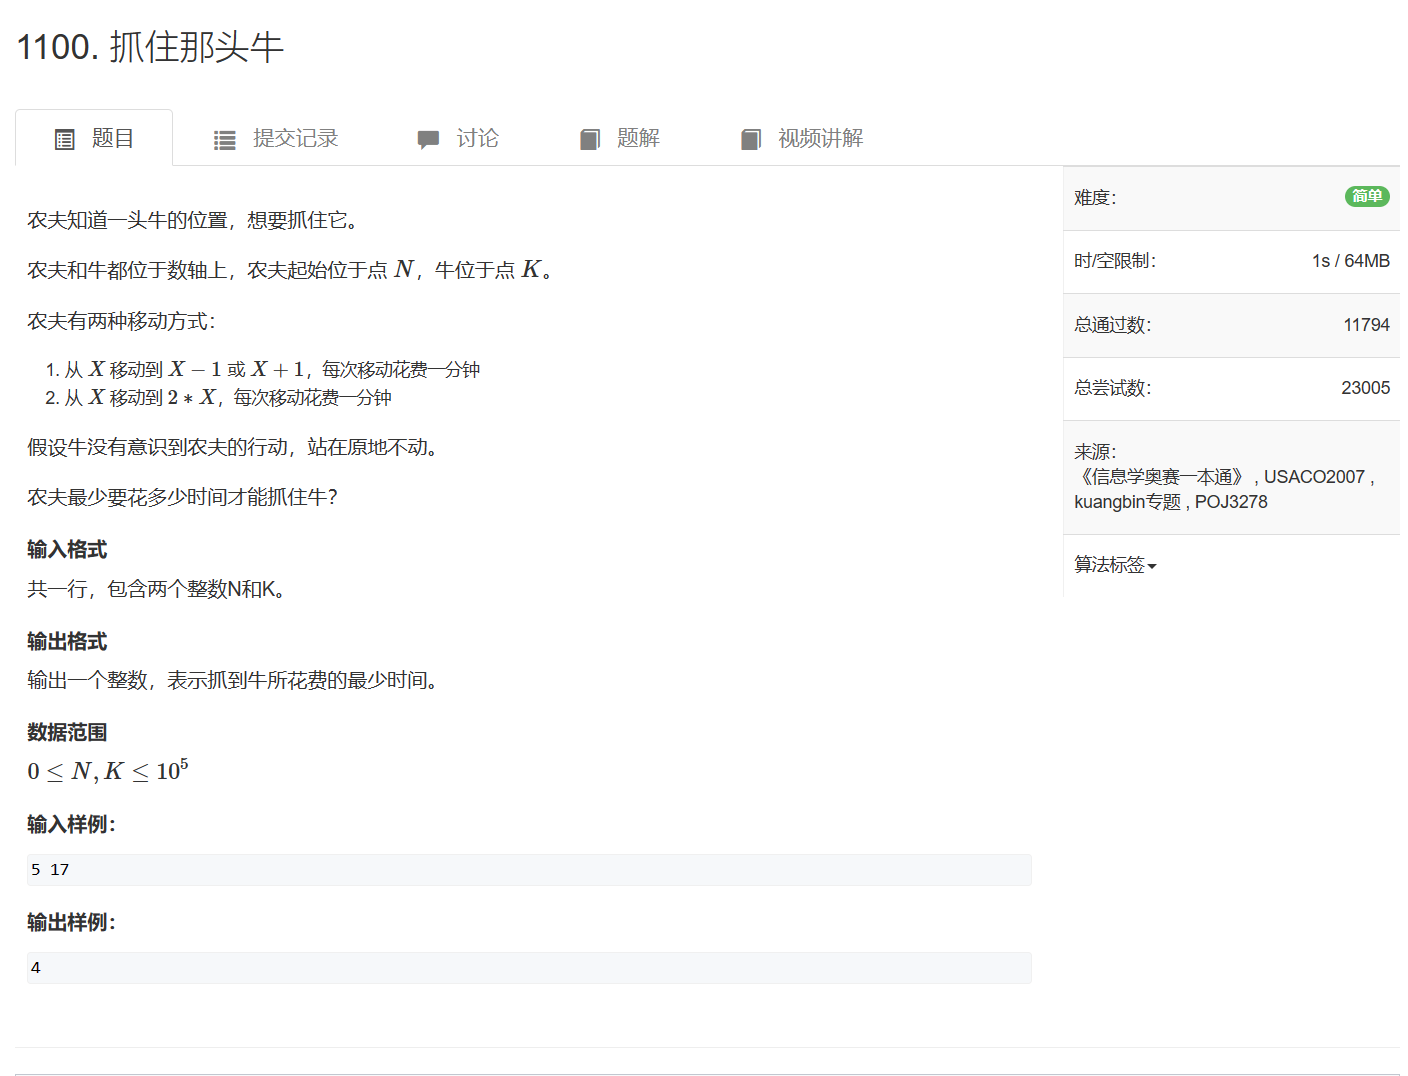 1100. 抓住那头牛
题目
提交记录
讨论
题解
视频讲解
农夫知道一头牛的位置，想要抓住它。
农夫和牛都位于数轴上，农夫起始位于点 N，牛位于点 K。
农夫有两种移动方式：
1. 从 X 移动到 X − 1 或 X + 1，每次移动花费一分钟
2. 从 X 移动到 2 ∗ X，每次移动花费一分钟
假设牛没有意识到农夫的行动，站在原地不动。
农夫最少要花多少时间才能抓住牛？
输入格式
共一行，包含两个整数N和K。
输出格式
输出一个整数，表示抓到牛所花费的最少时间。
数据范围
0 ≤ N, K ≤ 10⁵
输入样例：
5 17
输出样例：
4
难度： 简单
时/空限制： 1s / 64MB
总通过数： 11794
总尝试数： 23005
来源：
《信息学奥赛一本通》 , USACO2007 ,
kuangbin专题 , POJ3278
算法标签